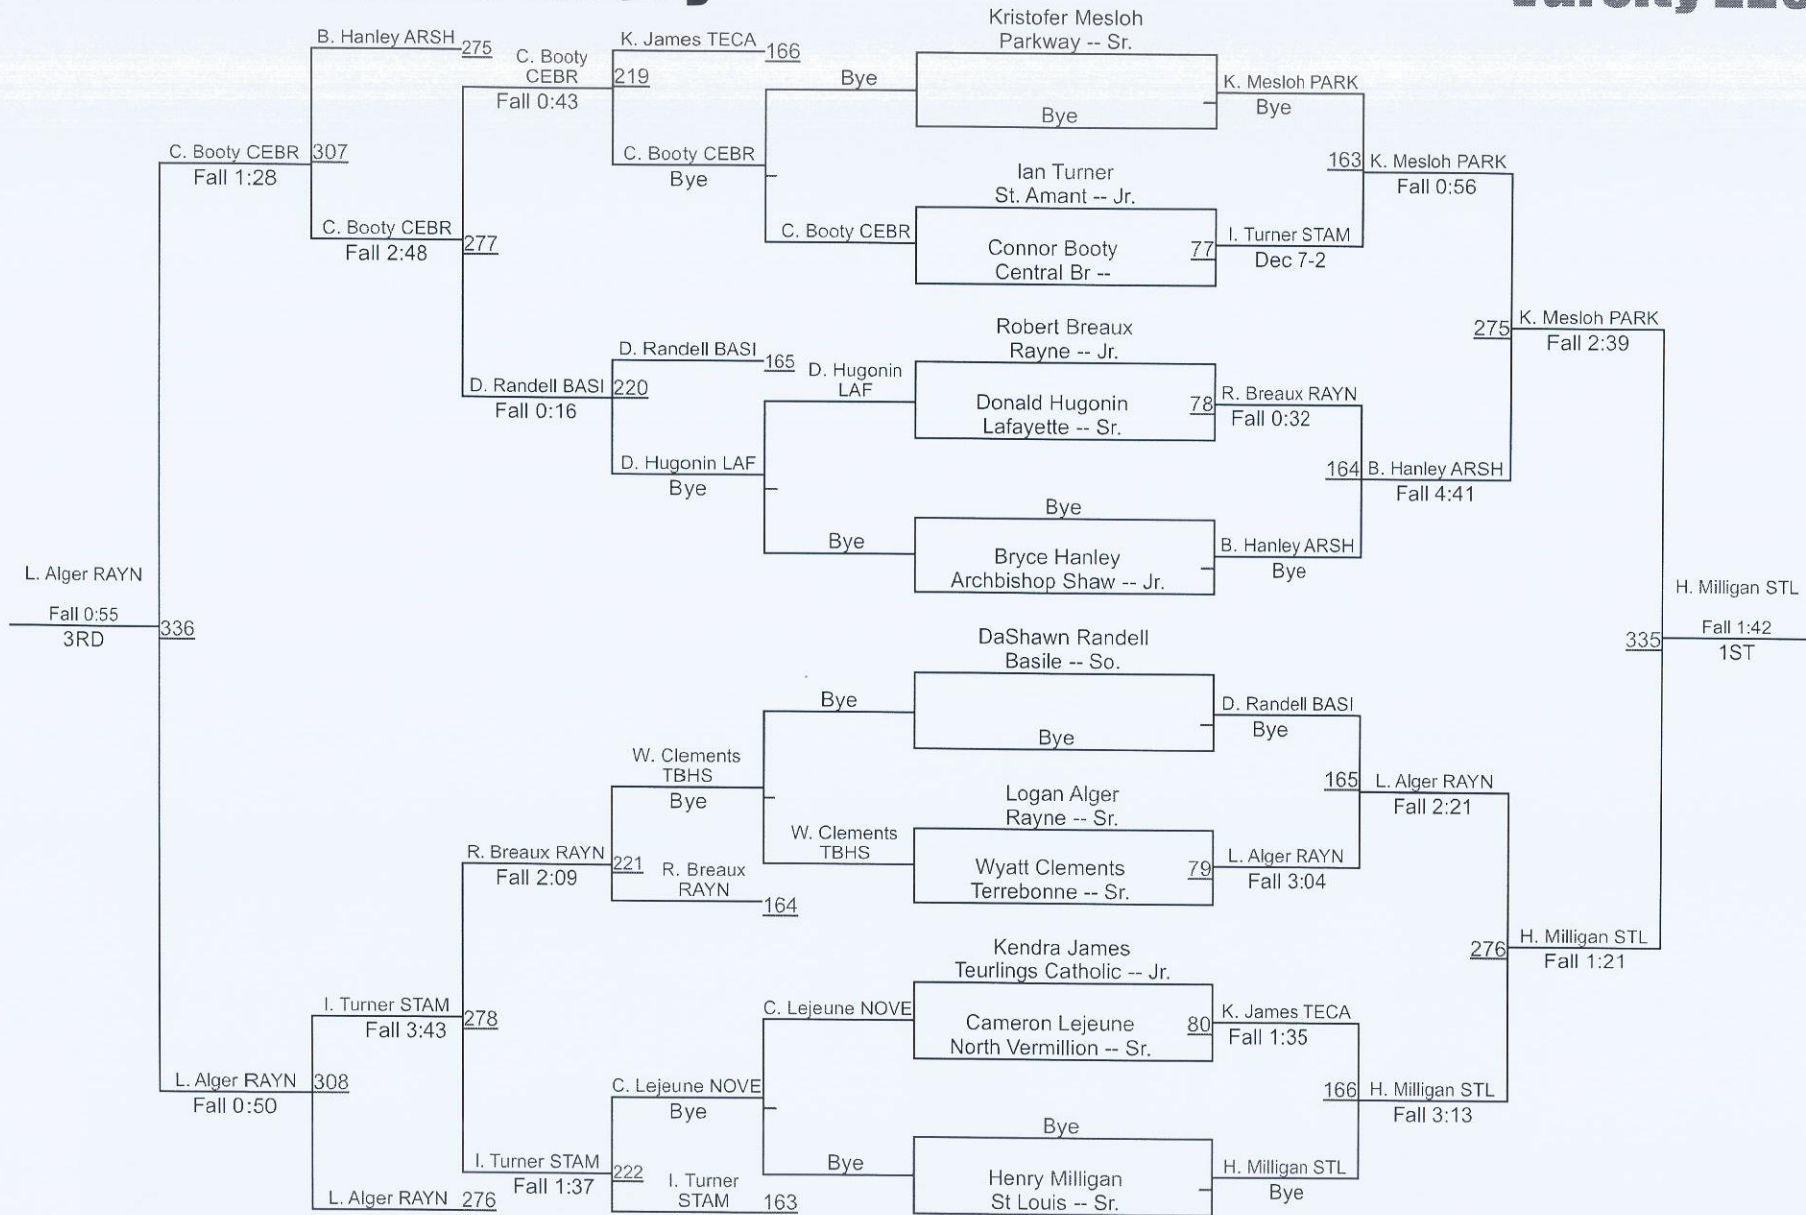 Varsity 220
Kristofer Mesloh
Parkway -- Sr.
B. Hanley ARSH 275
C. Booty
CEBR 219
Fall 0:43
K. James TECA 166
Bye
Bye
K. Mesloh PARK
Bye
C. Booty CEBR 307
Fall 1:28
C. Booty CEBR
Bye
Ian Turner
St. Amant -- Jr.
163 K. Mesloh PARK
Fall 0:56
C. Booty CEBR 277
Fall 2:48
C. Booty CEBR
Connor Booty 77
Central Br --
I. Turner STAM
Dec 7-2
Robert Breaux
Rayne -- Jr.
275 K. Mesloh PARK
Fall 2:39
D. Randell BASI 165
D. Randell BASI 220
Fall 0:16
D. Hugonin
LAF
Donald Hugonin 78
Lafayette -- Sr.
R. Breaux RAYN
Fall 0:32
D. Hugonin LAF
Bye
164 B. Hanley ARSH
Fall 4:41
Bye
Bye
Bryce Hanley
Archbishop Shaw -- Jr.
B. Hanley ARSH
Bye
L. Alger RAYN
Fall 0:55
3RD
336
H. Milligan STL
Fall 1:42
1ST
335
DaShawn Randell
Basile -- So.
Bye
Bye
D. Randell BASI
Bye
W. Clements
TBHS
Bye
Logan Alger
Rayne -- Sr.
165 L. Alger RAYN
Fall 2:21
R. Breaux RAYN 221
Fall 2:09
R. Breaux
RAYN 164
W. Clements
TBHS
Wyatt Clements 79
Terrebonne -- Sr.
L. Alger RAYN
Fall 3:04
Kendra James
Teurlings Catholic -- Jr.
276 H. Milligan STL
Fall 1:21
I. Turner STAM 278
Fall 3:43
C. Lejeune NOVE
Cameron Lejeune 80
North Vermillion -- Sr.
K. James TECA
Fall 1:35
L. Alger RAYN 308
Fall 0:50
C. Lejeune NOVE
Bye
166 H. Milligan STL
Fall 3:13
Bye
I. Turner STAM 222
Fall 1:37
Bye
Henry Milligan
St Louis -- Sr.
H. Milligan STL
Bye
L. Alger RAYN 276
I. Turner
STAM 163